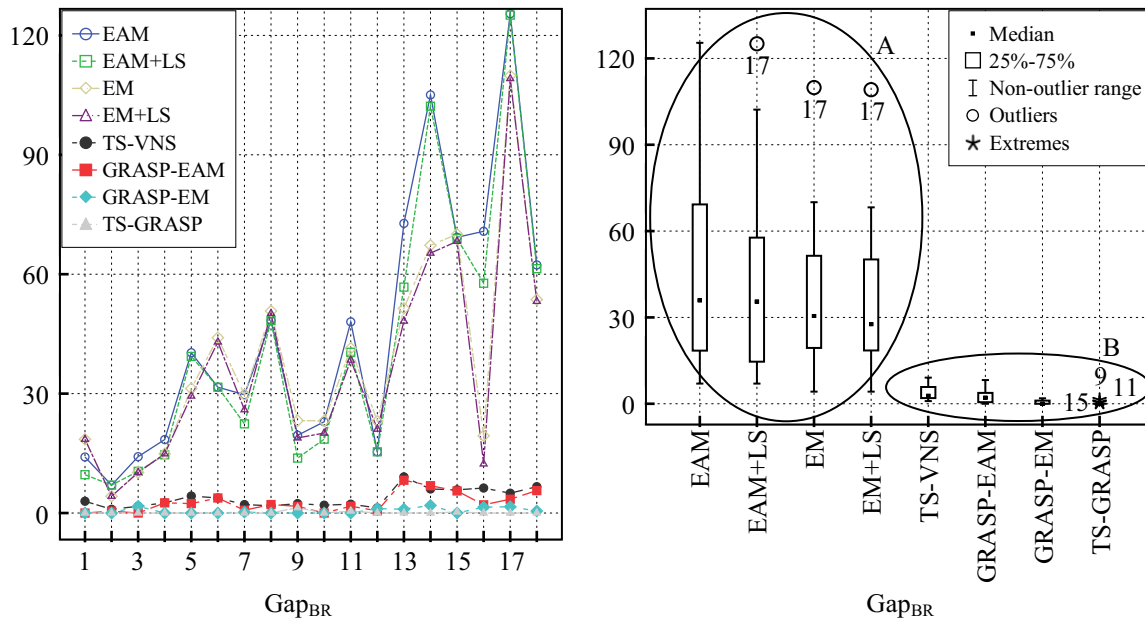 120
90
60
30
0
EAM
EAM+LS
EM
EM+LS
TS-VNS
GRASP-EAM
GRASP-EM
TS-GRASP
1 3 5 7 9 11 13 15 17
Gap_BR
120
90
60
30
0
Median
25%-75%
Non-outlier range
Outliers
Extremes
A
17
17
17
B
9
15
11
EAM
EAM+LS
EM
EM+LS
TS-VNS
GRASP-EAM
GRASP-EM
TS-GRASP
Gap_BR